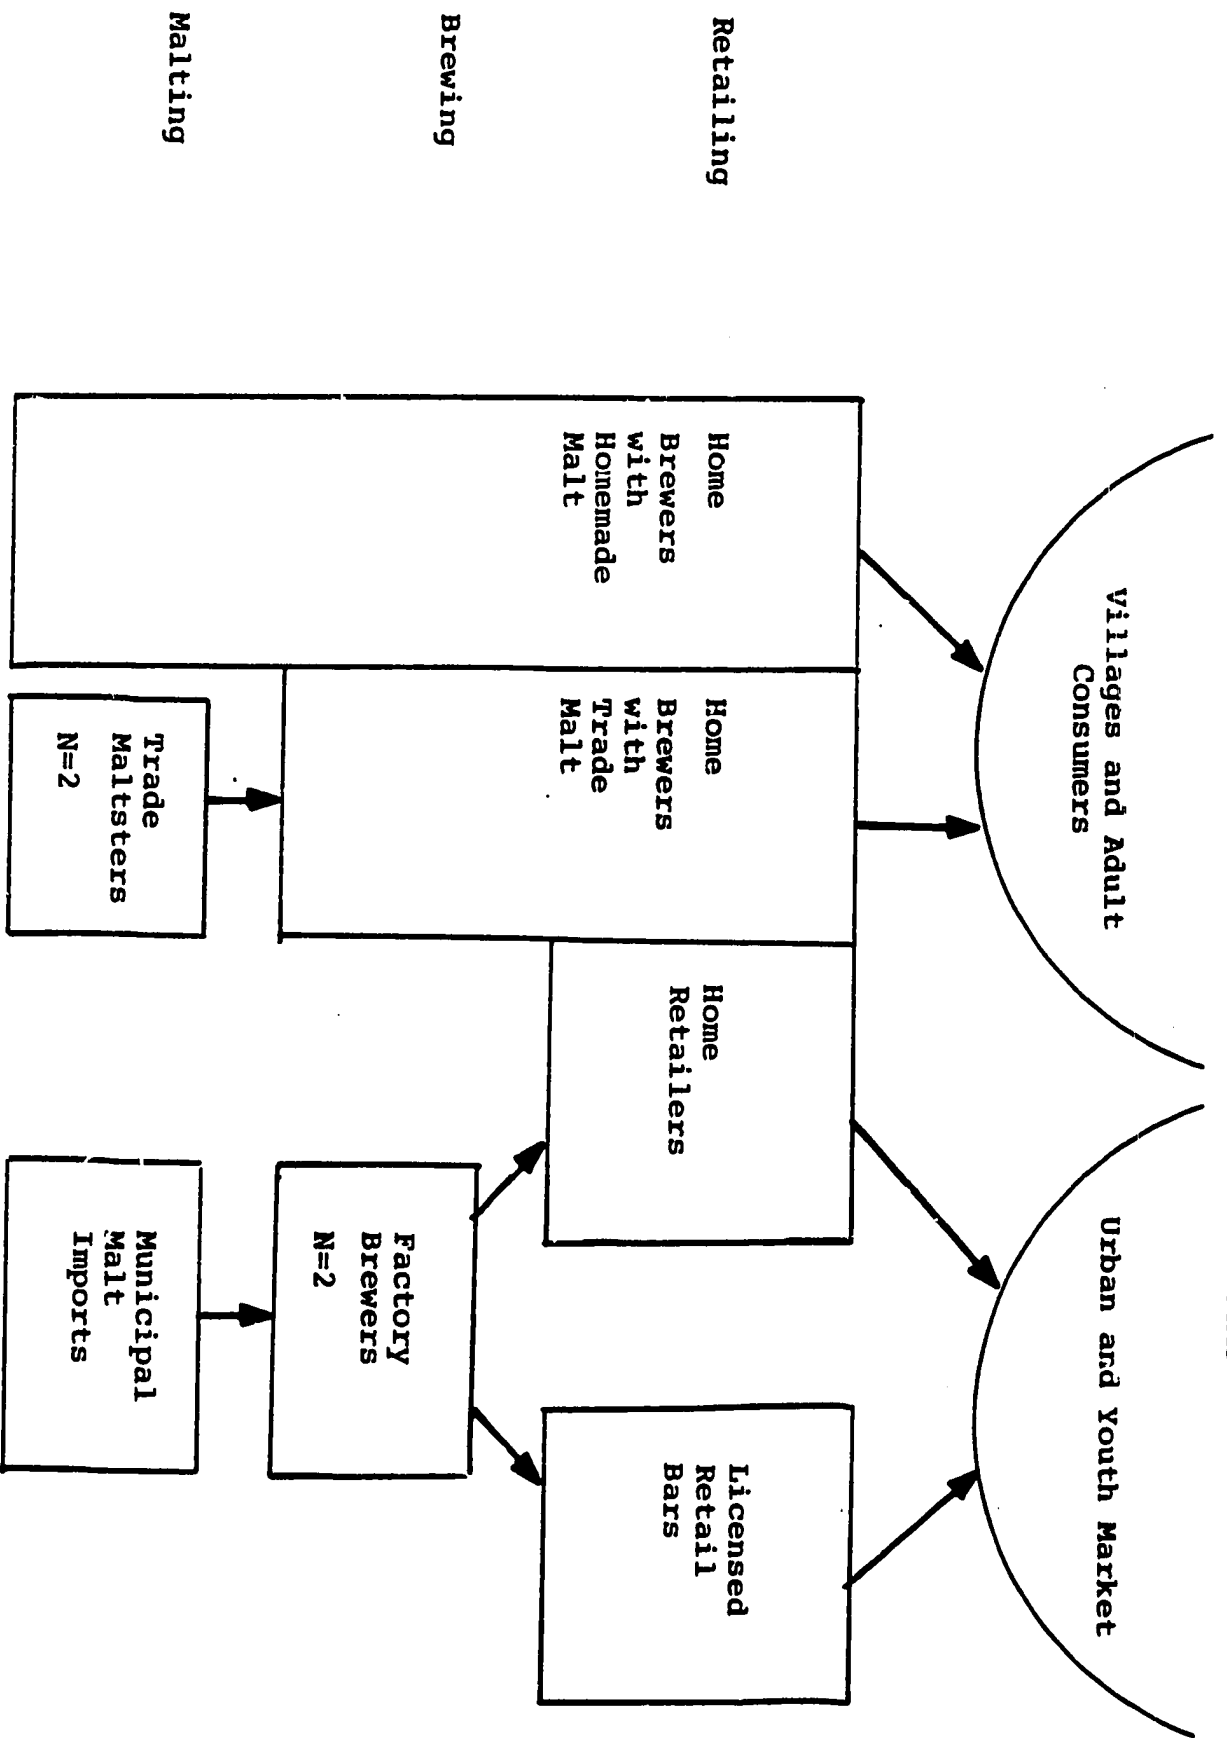 Villages and Adult
Consumers
Urban and Youth Market
Retailing
Home
Brewers
with
Homemade
Malt
Home
Brewers
with
Trade
Malt
Home
Retailers
Licensed
Retail
Bars
Brewing
Factory
Brewers
N=2
Malting
Trade
Maltsters
N=2
Municipal
Malt
Imports